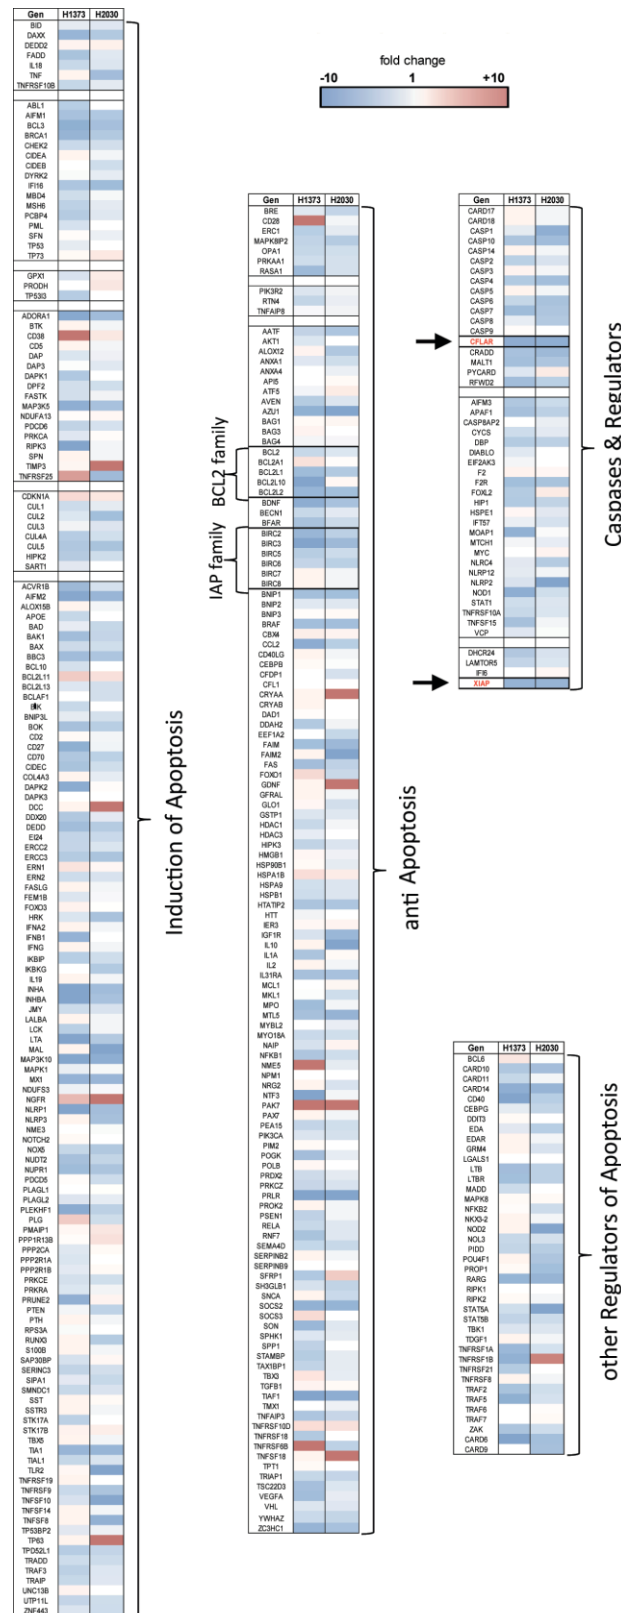 Gen H1373 H2030
BID
DAXX
DEDD2
FADD
IL18
TNF
TNFRSF10B
ABL1
AIFM1
BCL3
BRCA1
CHEK2
CIDEA
CIDEB
DYRK2
IFI16
MBD4
MSH6
PCBP4
PML
SFN
TP53
TP73
GPX1
PRODH
TP53I3
ADORA1
BTK
CD38
CD5
DAP
DAP3
DAPK1
DPF2
FASTK
MAP3K5
NDUFA13
PDCD6
PRKCA
RIPK3
SPN
TIMP3
TNFRSF25
CDKN1A
CUL1
CUL2
CUL3
CUL4A
CUL5
HIPK2
SART1
ACVR1B
AIFM2
ALOX15B
APOE
BAD
BAK1
BAX
BBC3
BCL10
BCL2L11
BCL2L13
BCLAF1
BIK
BNIP3L
BOK
CD2
CD27
CD70
CIDEC
COL4A3
DAPK2
DAPK3
DCC
DDX20
DEDD
EI24
ERCC2
ERCC3
ERN1
ERN2
FASLG
FEM1B
FOXO3
HRK
IFNA2
IFNB1
IFNG
IKBIP
IKBKG
IL19
INHA
INHBA
JMY
LALBA
LCK
LTA
MAL
MAP3K10
MAPK1
MX1
NDUFS3
NGFR
NLRP1
NLRP3
NME3
NOTCH2
NOX5
NUDT2
NUPR1
PDCD5
PLAGL1
PLAGL2
PLEKHF1
PLG
PMAIP1
PPP1R13B
PPP2CA
PPP2R1A
PPP2R1B
PRKCE
PRKRA
PRUNE2
PTEN
PTH
RPS3A
RUNX3
S100B
SAP30BP
SERINC3
SIPA1
SMNDC1
SST
SSTR3
STK17A
STK17B
TBX5
TIA1
TIAL1
TLR2
TNFRSF19
TNFRSF9
TNFSF10
TNFSF14
TNFSF8
TP53BP2
TP63
TPD52L1
TRADD
TRAF3
TRAIP
UNC13B
UTP11L
ZNF443
Induction of Apoptosis
fold change
-10 1 +10
Gen H1373 H2030
BRE
CD28
ERC1
MAPK8IP2
OPA1
PRKAA1
RASA1
PIK3R2
RTN4
TNFAIP8
AATF
AKT1
ALOX12
ANXA1
ANXA4
API5
ATF5
AVEN
AZU1
BAG1
BAG3
BAG4
BCL2
BCL2A1
BCL2L1
BCL2L10
BCL2L2
BDNF
BECN1
BFAR
BIRC2
BIRC3
BIRC5
BIRC6
BIRC7
BIRC8
BNIP1
BNIP2
BNIP3
BRAF
CBX4
CCL2
CD40LG
CEBPB
CFDP1
CFL1
CRYAA
CRYAB
DAD1
DDAH2
EEF1A2
FAIM
FAIM2
FAS
FOXO1
GDNF
GFRAL
GLO1
GSTP1
HDAC1
HDAC3
HIPK3
HMGB1
HSP90B1
HSPA1B
HSPA9
HSPB1
HTATIP2
HTT
IER3
IGF1R
IL10
IL1A
IL2
IL31RA
MCL1
MKL1
MPO
MTL5
MYBL2
MYO18A
NAIP
NFKB1
NME5
NPM1
NRG2
NTF3
PAK7
PAX7
PEA15
PIK3CA
PIM2
POGK
POLB
PRDX2
PRKCZ
PRLR
PROK2
PSEN1
RELA
RNF7
SEMA4D
SERPINB2
SERPINB9
SFRP1
SH3GLB1
SNCA
SOCS2
SOCS3
SON
SPHK1
SPP1
STAMBP
TAX1BP1
TBX3
TGFB1
TIAF1
TMX1
TNFAIP3
TNFRSF10D
TNFRSF18
TNFRSF6B
TNFSF18
TPT1
TRIAP1
TSC22D3
VEGFA
VHL
YWHAZ
ZC3HC1
BCL2 family
IAP family
anti Apoptosis
Gen H1373 H2030
CARD17
CARD18
CASP1
CASP10
CASP14
CASP2
CASP3
CASP4
CASP5
CASP6
CASP7
CASP8
CASP9
CFLAR
CRADD
MALT1
PYCARD
RFWD2
AIFM3
APAF1
CASP8AP2
CYCS
DBP
DIABLO
EIF2AK3
F2
F2R
FOXL2
HIP1
HSPE1
IFT57
MOAP1
MTCH1
MYC
NLRC4
NLRP12
NLRP2
NOD1
STAT1
TNFRSF10A
TNFSF15
VCP
DHCR24
LAMTOR5
IFI6
XIAP
Caspases & Regulators
Gen H1373 H2030
BCL6
CARD10
CARD11
CARD14
CD40
CEBPG
DDIT3
EDA
EDAR
GRM4
LGALS1
LTB
LTBR
MADD
MAPK8
NFKB2
NKX3-2
NOD2
NOL3
PIDD
POU4F1
PROP1
RARG
RIPK1
RIPK2
STAT5A
STAT5B
TBK1
TDGF1
TNFRSF1A
TNFRSF1B
TNFRSF21
TNFRSF8
TRAF2
TRAF5
TRAF6
TRAF7
ZAK
CARD6
CARD9
other Regulators of Apoptosis